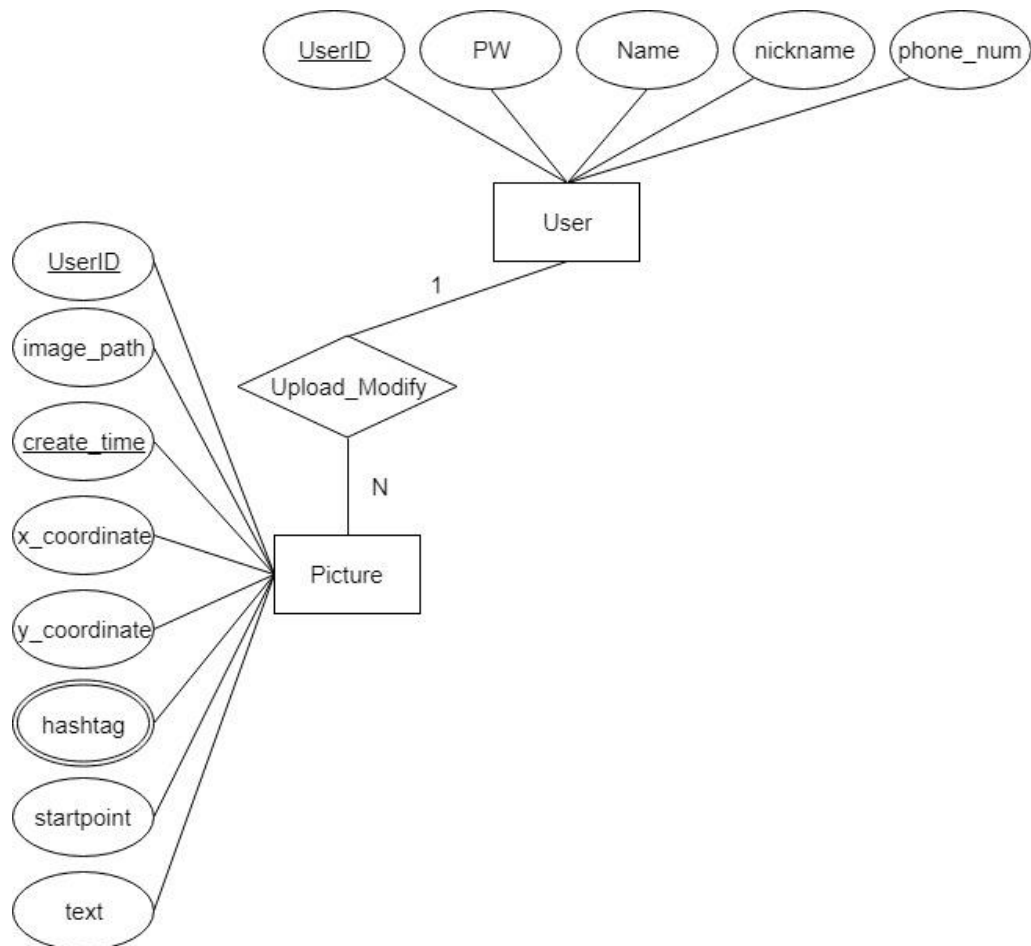 UserID
PW
Name
nickname
phone_num
User
1
Upload_Modify
N
Picture
UserID
image_path
create_time
x_coordinate
y_coordinate
hashtag
startpoint
text